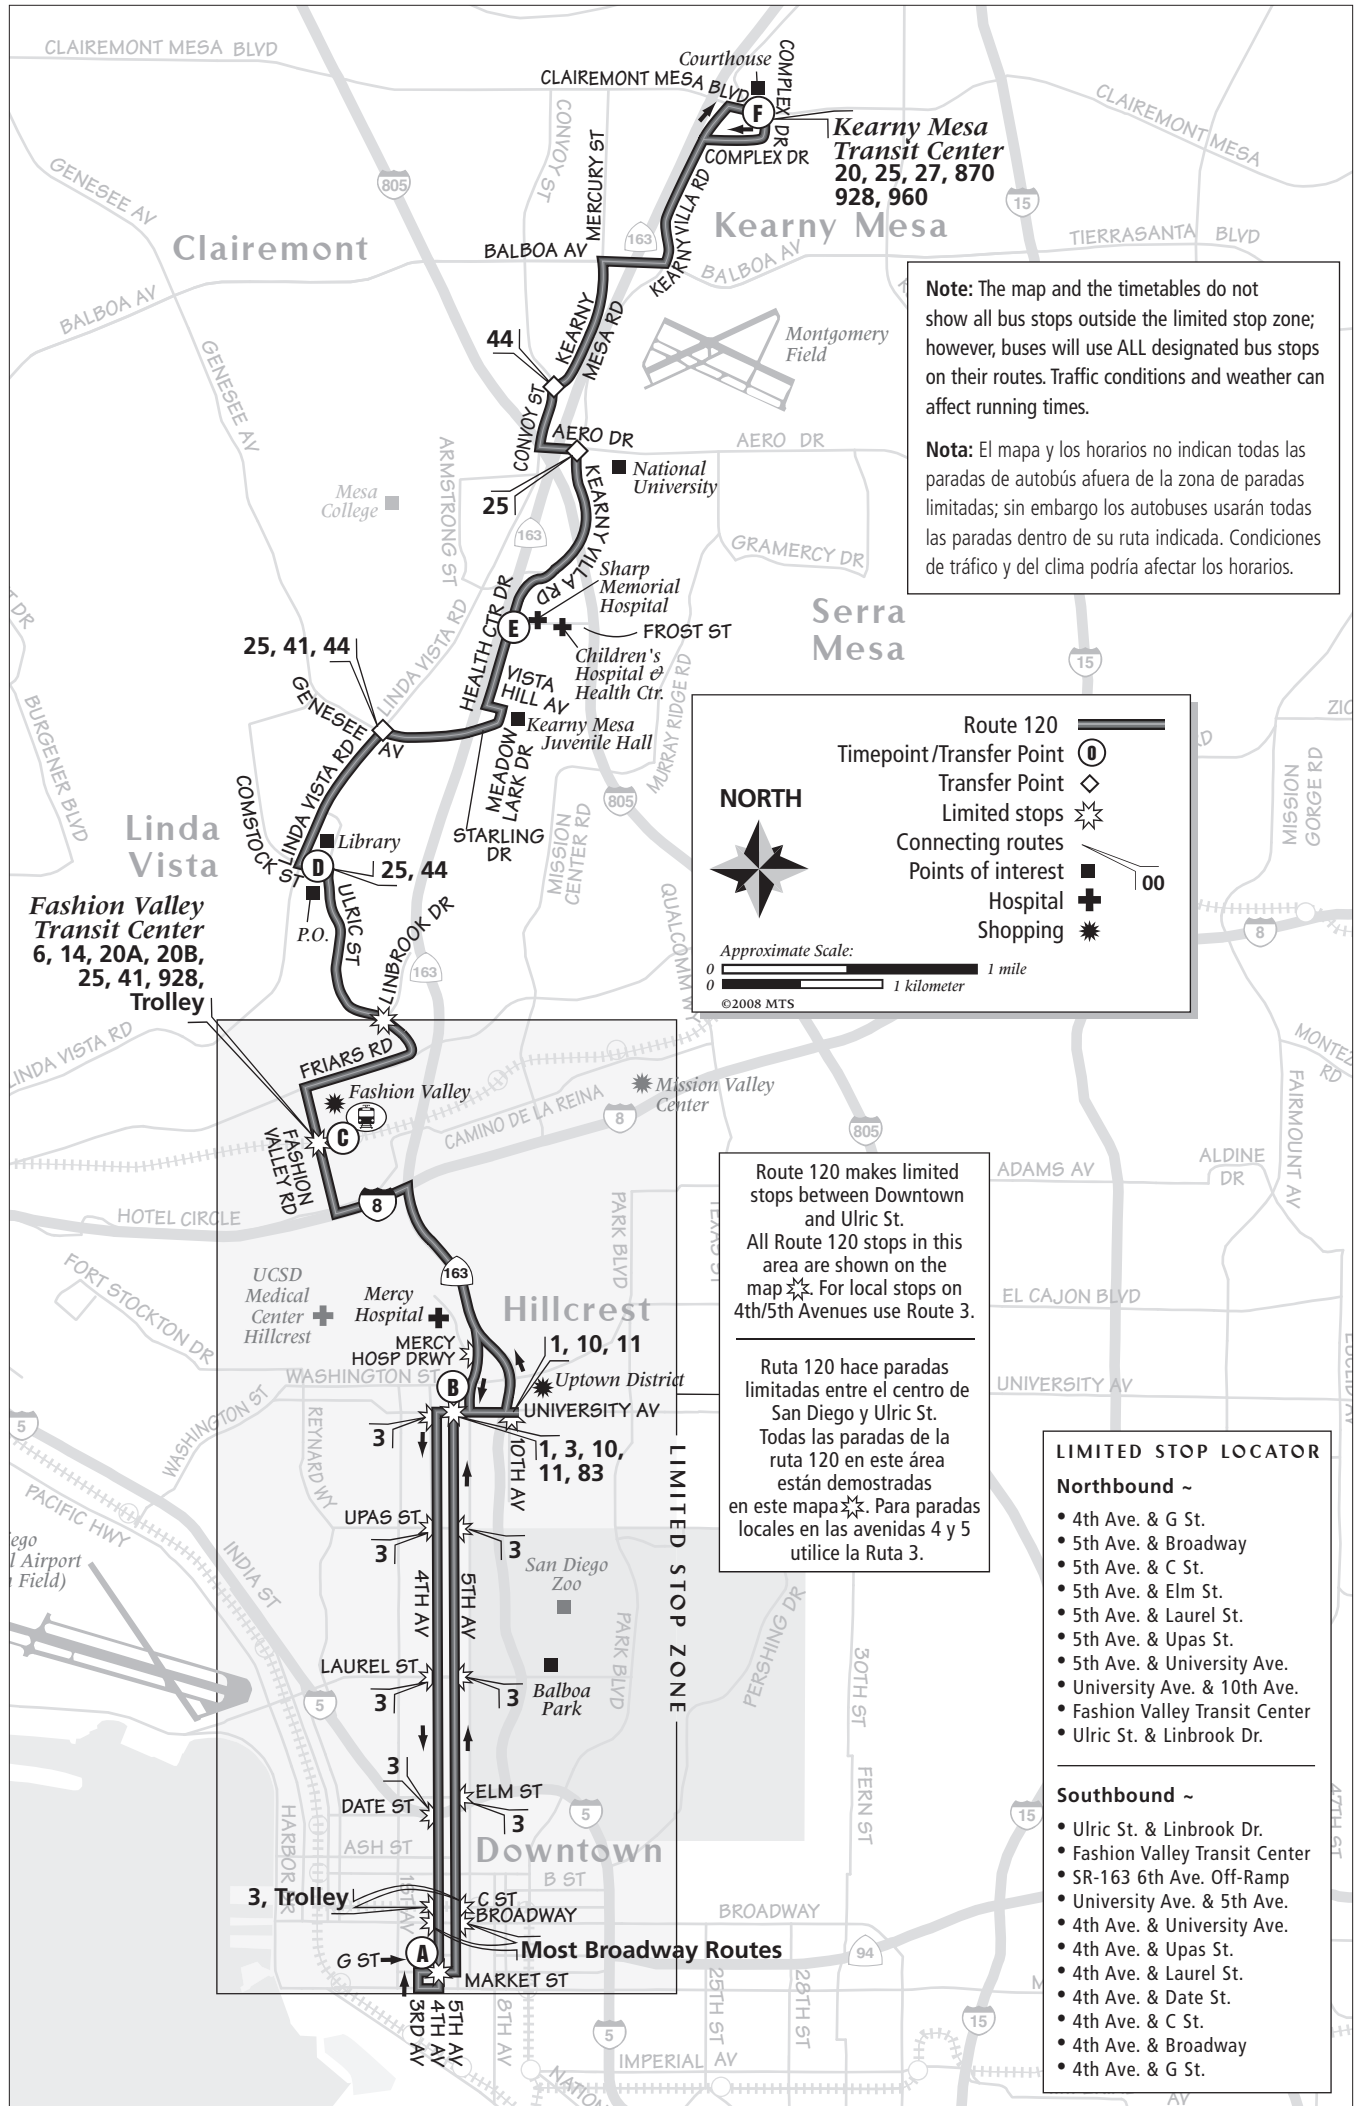 CLAIREMONT MESA BLVD
Courthouse
COMPLEX DR
CLAIREMONT MESA BLVD
F
CLAIREMONT MESA
CONVOY ST
MERCURY ST
COMPLEX DR
Kearny Mesa
Transit Center
20, 25, 27, 870
928, 960
GENESEE AV
805
15
KEARNY VILLA RD
163
Kearny Mesa
Clairemont
BALBOA AV
BALBOA AV
TIERRASANTA BLVD
BALBOA AV
Note: The map and the timetables do not
show all bus stops outside the limited stop zone;
however, buses will use ALL designated bus stops
on their routes. Traffic conditions and weather can
affect running times.
Nota: El mapa y los horarios no indican todas las
paradas de autobús afuera de la zona de paradas
limitadas; sin embargo los autobuses usarán todas
las paradas dentro de su ruta indicada. Condiciones
de tráfico y del clima podría afectar los horarios.
KEARNY VILLA RD
KEARNY
MESA RD
44
Montgomery
Field
GENESEE AV
CONVOY ST
AERO DR
AERO DR
ARMSTRONG ST
National
University
Mesa
College
25
163
KEARNY VILLA RD
GRAMERCY DR
Sharp
Memorial
Hospital
HEALTH CTR DR
E
FROST ST
Serra
Mesa
Children's
Hospital &
Health Ctr.
15
25, 41, 44
LINDA VISTA RD
GENESEE
AV
VISTA
HILL AV
Kearny Mesa
Juvenile Hall
MURRAY RIDGE RD
MEADOW
LARK DR
STARLING
DR
BURGENER BLVD
LINDA VISTA RD
COMSTOCK ST
MISSION
CENTER RD
805
MISSION
GORGE RD
Route 120
Timepoint/Transfer Point
0
Transfer Point
Limited stops
Connecting routes
00
Points of interest
Hospital
Shopping
NORTH
Approximate Scale:
0
1 mile
0
1 kilometer
©2008 MTS
Linda
Vista
Library
D
25, 44
P.O.
ULRIC ST
LINBROOK DR
163
8
Fashion Valley
Transit Center
6, 14, 20A, 20B,
25, 41, 928,
Trolley
LINDA VISTA RD
FRIARS RD
Fashion Valley
C
FASHION
VALLEY RD
CAMINO DE LA REINA
Mission Valley
Center
8
805
FAIRMOUNT AV
ALDINE
DR
ADAMS AV
HOTEL CIRCLE
8
PARK BLVD
Route 120 makes limited
stops between Downtown
and Ulric St.
All Route 120 stops in this
area are shown on the
map. For local stops on
4th/5th Avenues use Route 3.
Ruta 120 hace paradas
limitadas entre el centro de
San Diego y Ulric St.
Todas las paradas de la
ruta 120 en este área
están demostradas
en este mapa. Para paradas
locales en las avenidas 4 y 5
utilice la Ruta 3.
FORT STOCKTON DR
163
UCSD
Medical
Center
Hillcrest
Mercy
Hospital
Hillcrest
EL CAJON BLVD
MERCY
HOSP DRWY
1, 10, 11
WASHINGTON ST
B
Uptown District
UNIVERSITY AV
UNIVERSITY AV
5
WASHINGTON ST
REYNARD WY
3
1, 3, 10,
11, 83
10TH AV
PACIFIC HWY
UPAS ST
3
3
INDIA ST
4TH AV
5TH AV
San Diego
Zoo
LIMITED STOP ZONE
PARK BLVD
PERSHING DR
LAUREL ST
3
3
Balboa
Park
5
30TH ST
3
DATE ST
ELM ST
3
5
FERN ST
15
47TH ST
HARBOR DR
ASH ST
Downtown
B ST
1ST AV
3, Trolley
C ST
BROADWAY
BROADWAY
Most Broadway Routes
94
G ST
A
MARKET ST
3RD AV
4TH AV
5TH AV
8TH AV
25TH ST
28TH ST
5
15
IMPERIAL AV
LIMITED STOP LOCATOR
Northbound ~
• 4th Ave. & G St.
• 5th Ave. & Broadway
• 5th Ave. & C St.
• 5th Ave. & Elm St.
• 5th Ave. & Laurel St.
• 5th Ave. & Upas St.
• 5th Ave. & University Ave.
• University Ave. & 10th Ave.
• Fashion Valley Transit Center
• Ulric St. & Linbrook Dr.
Southbound ~
• Ulric St. & Linbrook Dr.
• Fashion Valley Transit Center
• SR-163 6th Ave. Off-Ramp
• University Ave. & 5th Ave.
• 4th Ave. & University Ave.
• 4th Ave. & Upas St.
• 4th Ave. & Laurel St.
• 4th Ave. & Date St.
• 4th Ave. & C St.
• 4th Ave. & Broadway
• 4th Ave. & G St.